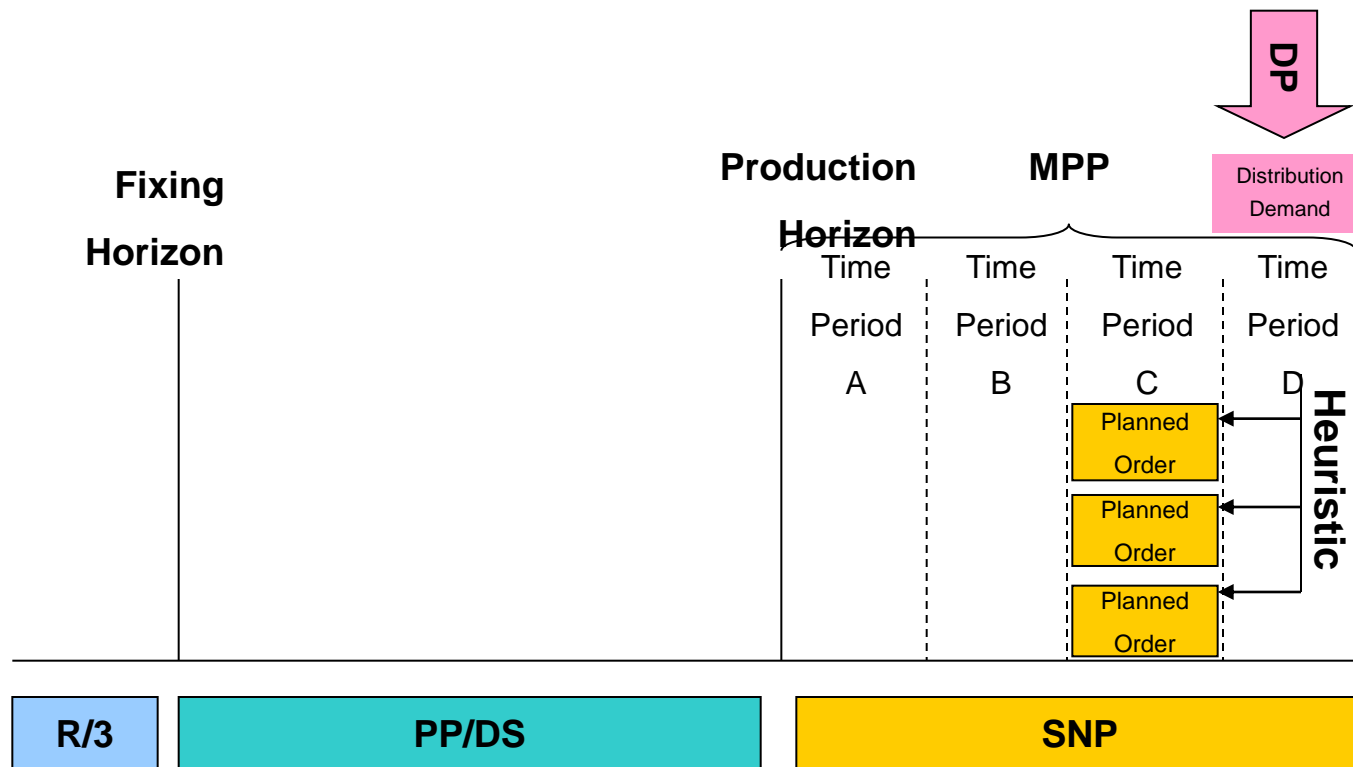 DP
Distribution
Demand
Production
Horizon
MPP
Fixing
Horizon
Time
Period
A
Time
Period
B
Time
Period
C
Time
Period
D
Planned
Order
Planned
Order
Planned
Order
Heuristic
R/3
PP/DS
SNP